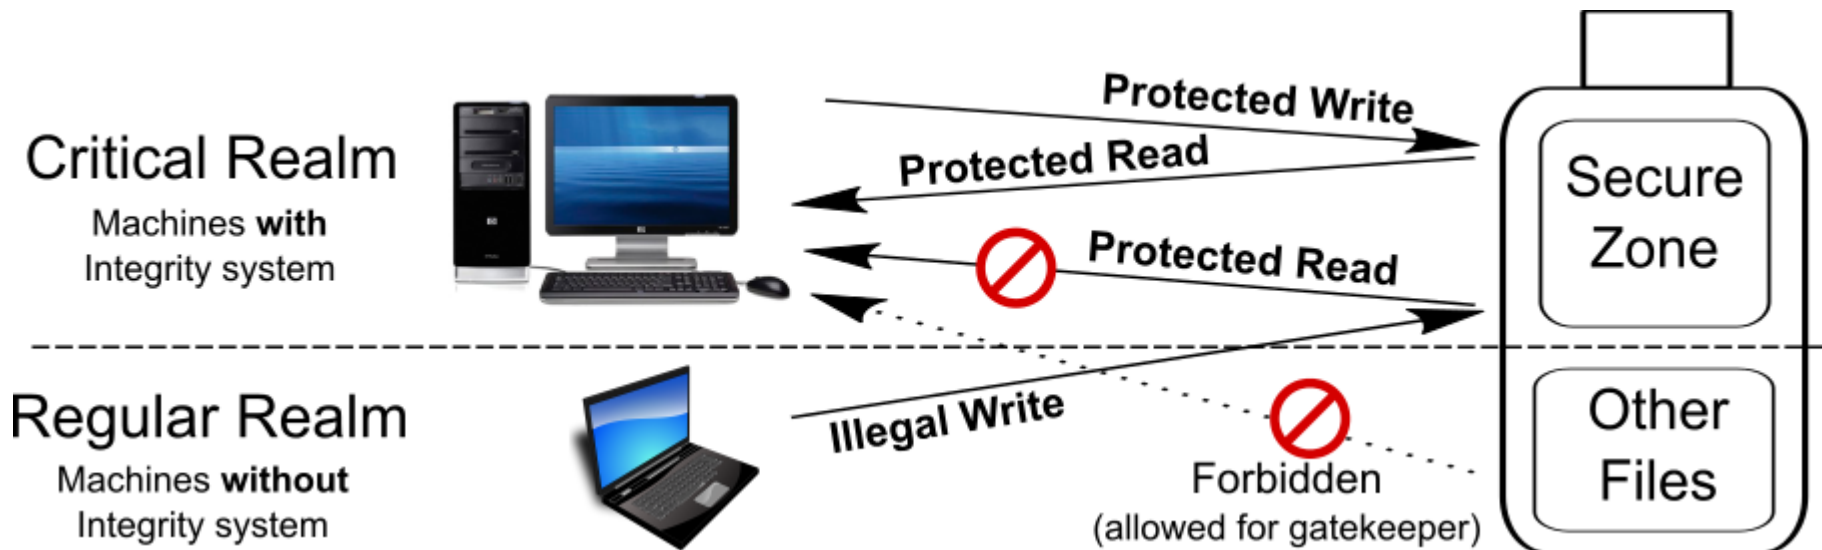 Critical Realm
Machines with
Integrity system
Protected Write
Protected Read
Protected Read
Secure
Zone
Regular Realm
Machines without
Integrity system
Illegal Write
Forbidden
(allowed for gatekeeper)
Other
Files